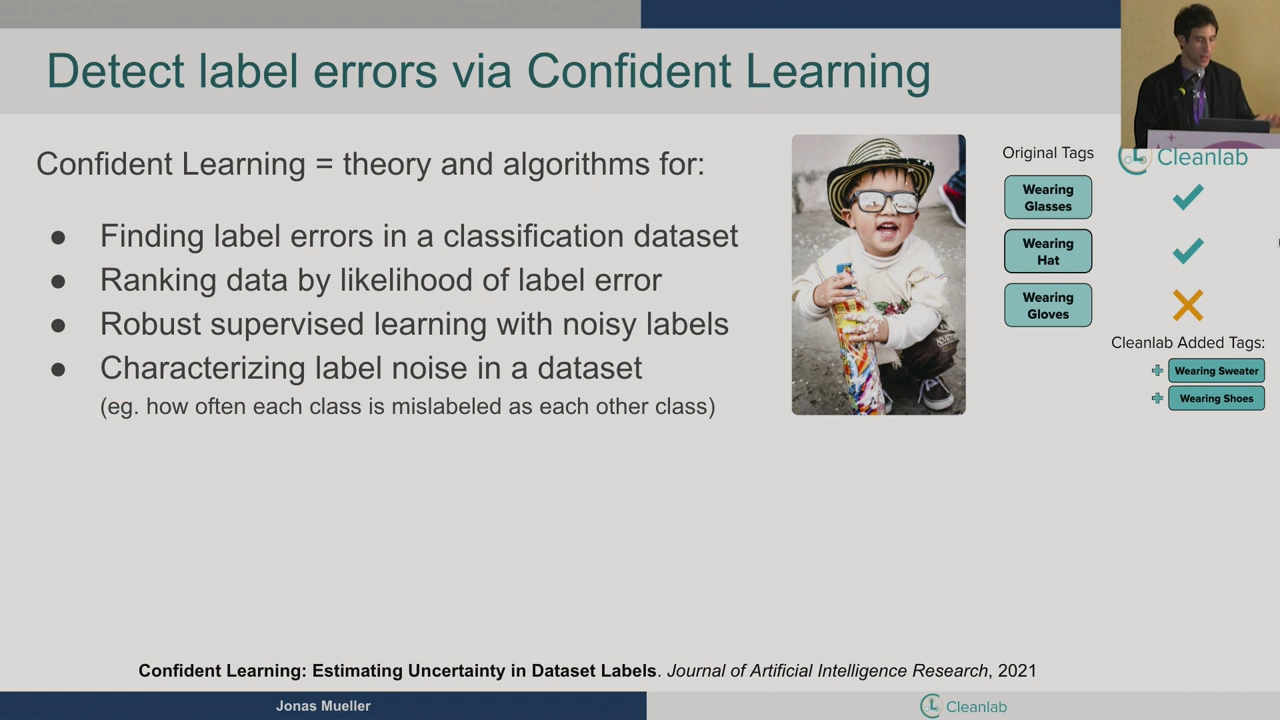 Detect label errors via Confident Learning
Confident Learning = theory and algorithms for:
● Finding label errors in a classification dataset
● Ranking data by likelihood of label error
● Robust supervised learning with noisy labels
● Characterizing label noise in a dataset
(eg. how often each class is mislabeled as each other class)
Original Tags
Cleanlab
Wearing
Glasses
Wearing
Hat
Wearing
Gloves
Cleanlab Added Tags:
+ Wearing Sweater
+ Wearing Shoes
Confident Learning: Estimating Uncertainty in Dataset Labels. Journal of Artificial Intelligence Research, 2021
Jonas Mueller
Cleanlab